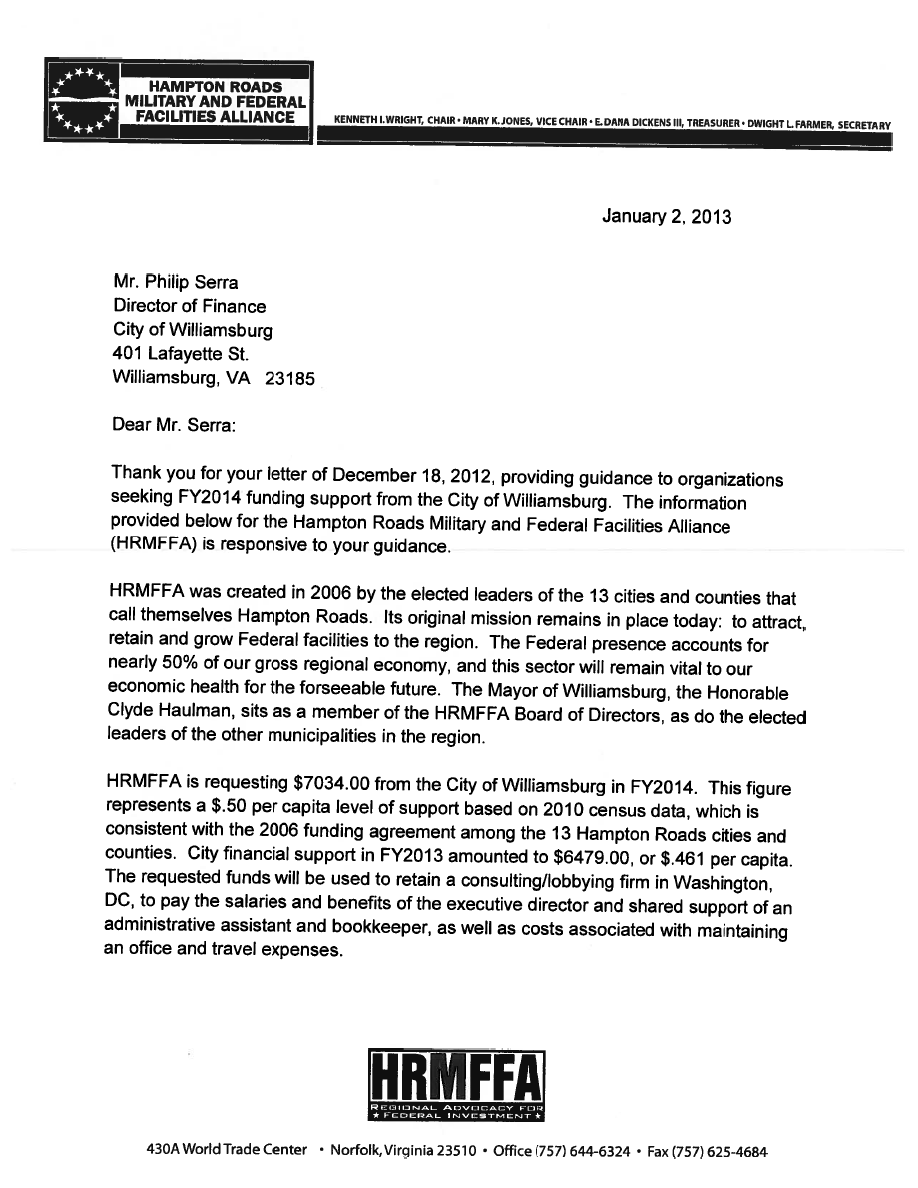 HAMPTON ROADS
MILITARY AND FEDERAL
FACILITIES ALLIANCE
KENNETH I. WRIGHT, CHAIR • MARY K. JONES, VICE CHAIR • E. DANA DICKENS III, TREASURER • DWIGHT L. FARMER, SECRETARY
January 2, 2013
Mr. Philip Serra
Director of Finance
City of Williamsburg
401 Lafayette St.
Williamsburg, VA 23185
Dear Mr. Serra:
Thank you for your letter of December 18, 2012, providing guidance to organizations
seeking FY2014 funding support from the City of Williamsburg. The information
provided below for the Hampton Roads Military and Federal Facilities Alliance
(HRMFFA) is responsive to your guidance.
HRMFFA was created in 2006 by the elected leaders of the 13 cities and counties that
call themselves Hampton Roads. Its original mission remains in place today: to attract,
retain and grow Federal facilities to the region. The Federal presence accounts for
nearly 50% of our gross regional economy, and this sector will remain vital to our
economic health for the forseeable future. The Mayor of Williamsburg, the Honorable
Clyde Haulman, sits as a member of the HRMFFA Board of Directors, as do the elected
leaders of the other municipalities in the region.
HRMFFA is requesting $7034.00 from the City of Williamsburg in FY2014. This figure
represents a $.50 per capita level of support based on 2010 census data, which is
consistent with the 2006 funding agreement among the 13 Hampton Roads cities and
counties. City financial support in FY2013 amounted to $6479.00, or $.461 per capita.
The requested funds will be used to retain a consulting/lobbying firm in Washington,
DC, to pay the salaries and benefits of the executive director and shared support of an
administrative assistant and bookkeeper, as well as costs associated with maintaining
an office and travel expenses.
HRMFFA
REGIONAL ADVOCACY FOR
★ FEDERAL INVESTMENT ★
430A World Trade Center • Norfolk, Virginia 23510 • Office (757) 644-6324 • Fax (757) 625-4684